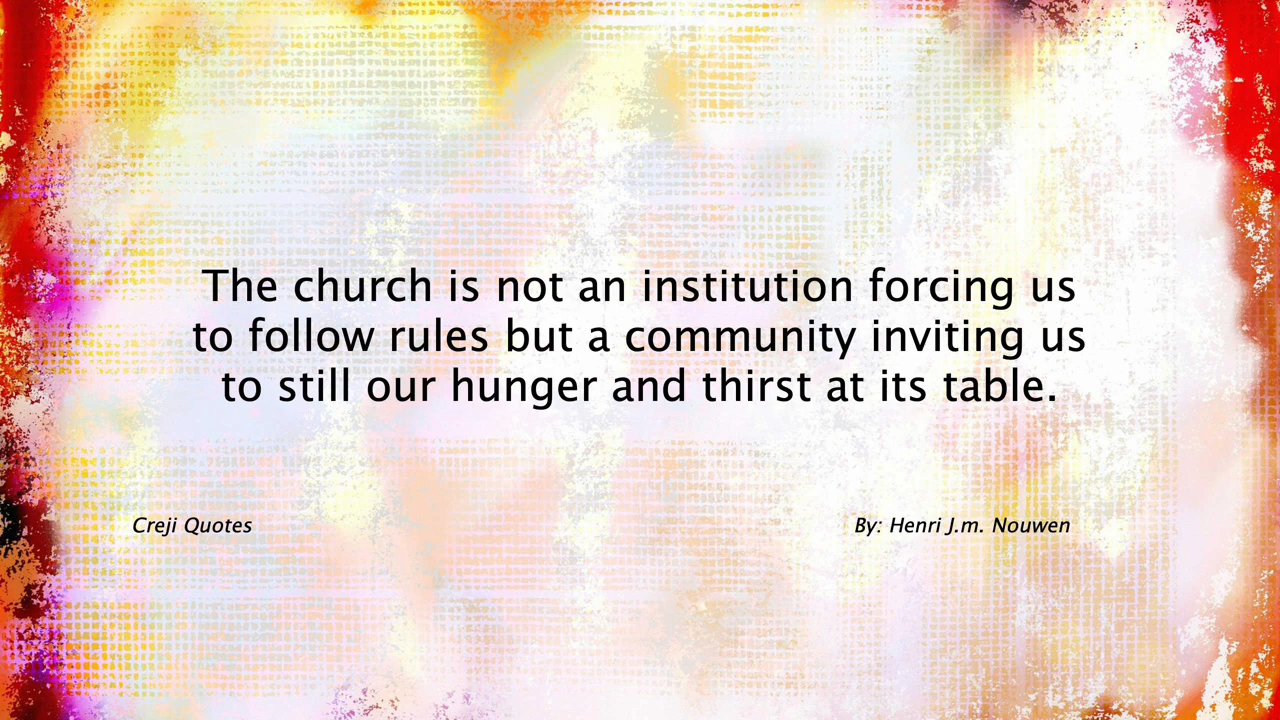 The church is not an institution forcing us
to follow rules but a community inviting us
to still our hunger and thirst at its table.
Creji Quotes
By: Henri J.m. Nouwen